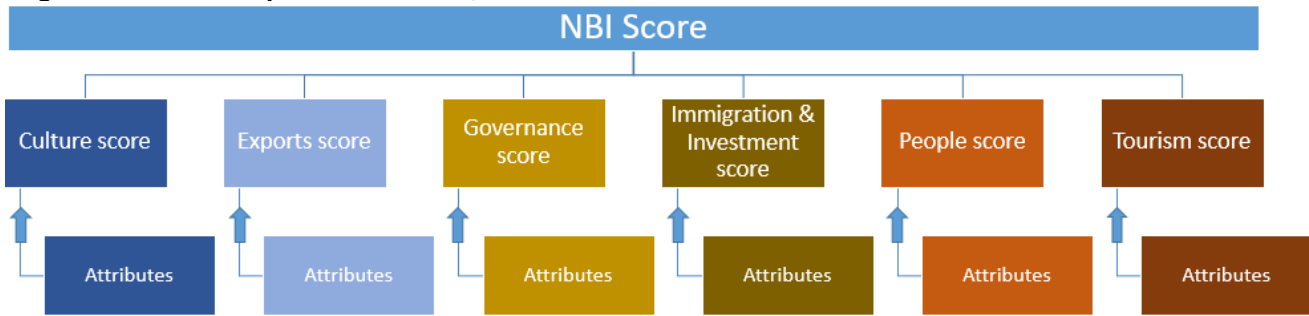 NBI Score
Culture score
Exports score
Governance
score
Immigration &
Investment
score
People score
Tourism score
Attributes
Attributes
Attributes
Attributes
Attributes
Attributes